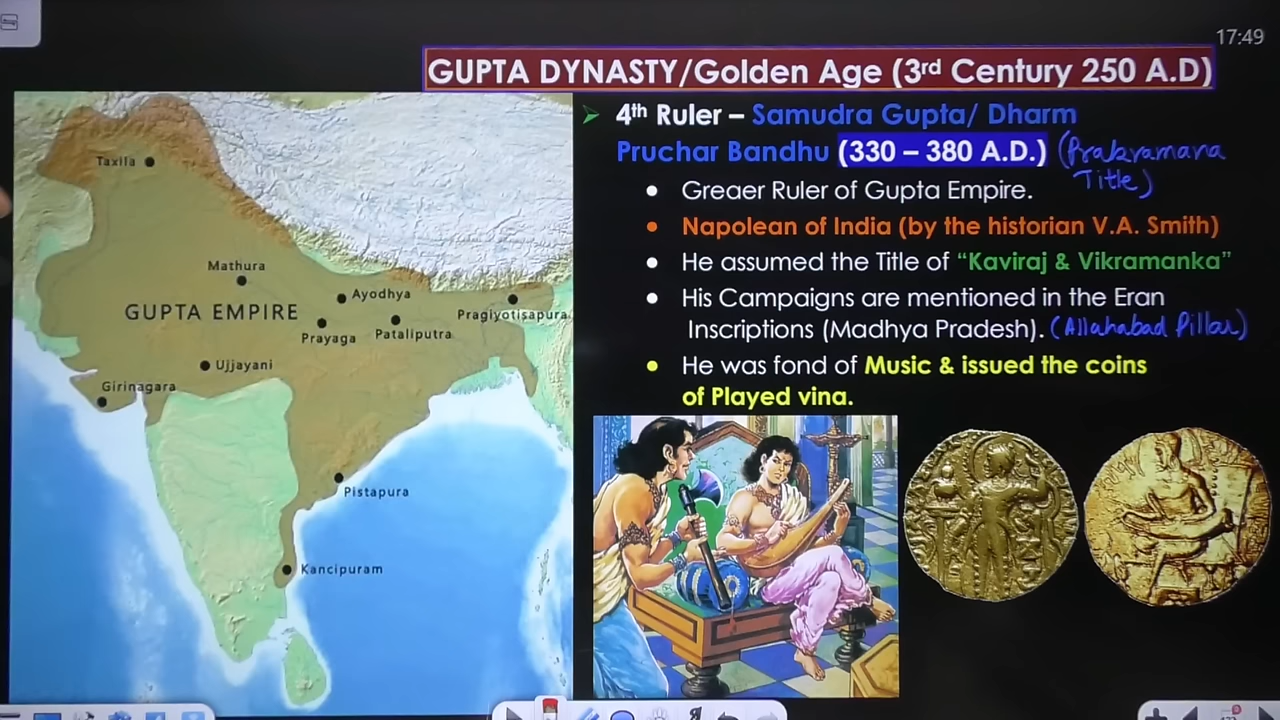 17:49
GUPTA DYNASTY/Golden Age (3rd Century 250 A.D)
➢ 4th Ruler – Samudra Gupta/ Dharm
Pruchar Bandhu (330 – 380 A.D.) (Prakramana
Title)
• Greaer Ruler of Gupta Empire.
• Napolean of India (by the historian V.A. Smith)
• He assumed the Title of “Kaviraj & Vikramanka”
• His Campaigns are mentioned in the Eran
Inscriptions (Madhya Pradesh). (Allahabad Pillar)
• He was fond of Music & issued the coins
of Played vina.
Taxila
Mathura
Ayodhya
GUPTA EMPIRE
Pragiyotisapura
Prayaga
Pataliputra
Ujjayani
Girinagara
Pistapura
Kancipuram